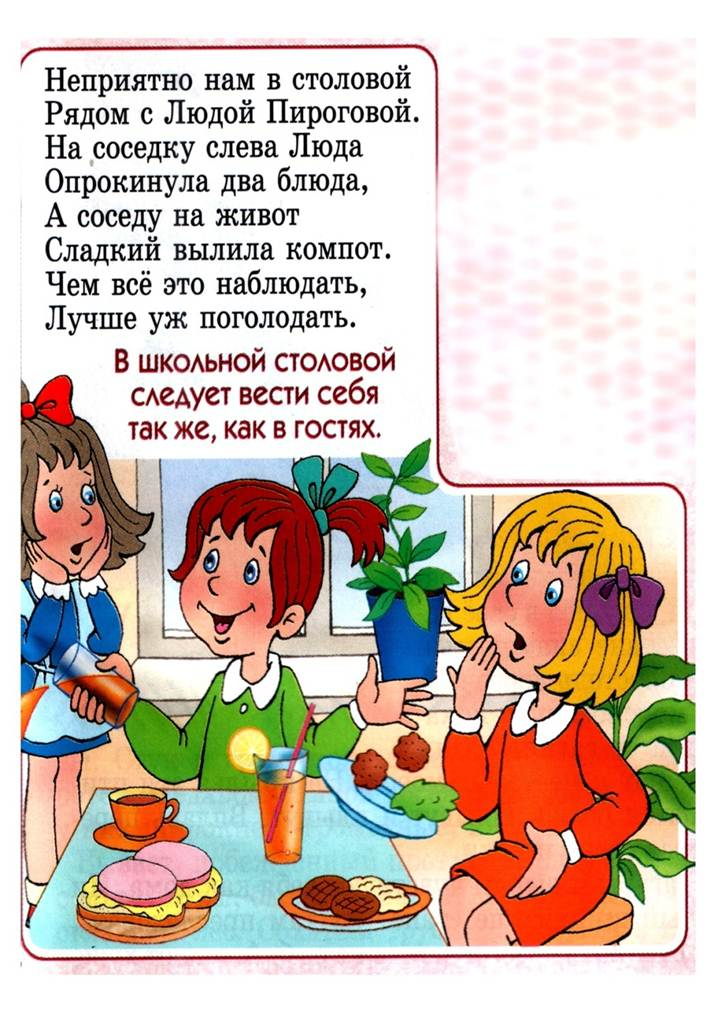 Неприятно нам в столовой
Рядом с Людой Пироговой.
На соседку слева Люда
Опрокинула два блюда,
А соседу на живот
Сладкий вылила компот.
Чем всё это наблюдать,
Лучше уж поголодать.
В школьной столовой
следует вести себя
так же, как в гостях.